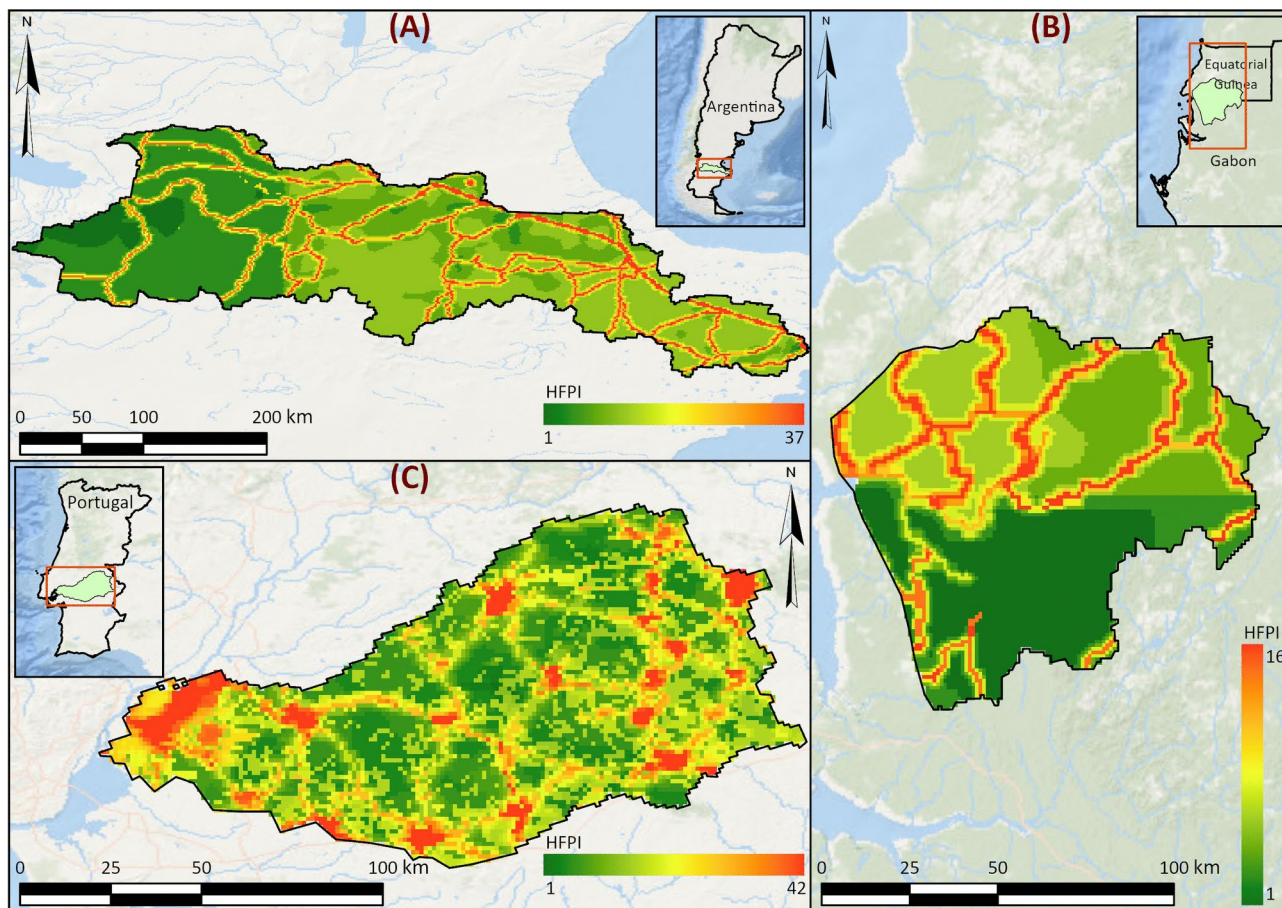 N
(A)
Argentina
0 50 100 200 km
HFPI
1 37
(B)
N
Equatorial
Guinea
Gabon
HFPI
16
1
0 25 50 100 km
(C)
Portugal
N
0 25 50 100 km
HFPI
1 42